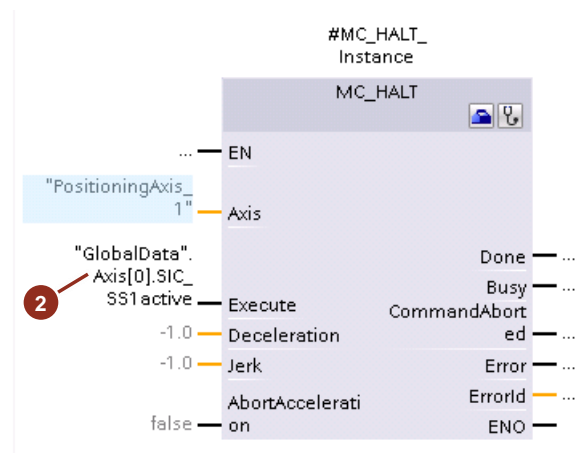 #MC_HALT_
Instance
MC_HALT
... EN
"PositioningAxis_
1" Axis
"GlobalData".
Axis[0].SIC_
SS1active Execute
2
-1.0 Deceleration
-1.0 Jerk
AbortAccelerati
false on
Done ...
Busy ...
CommandAbort
ed ...
Error ...
ErrorId ...
ENO